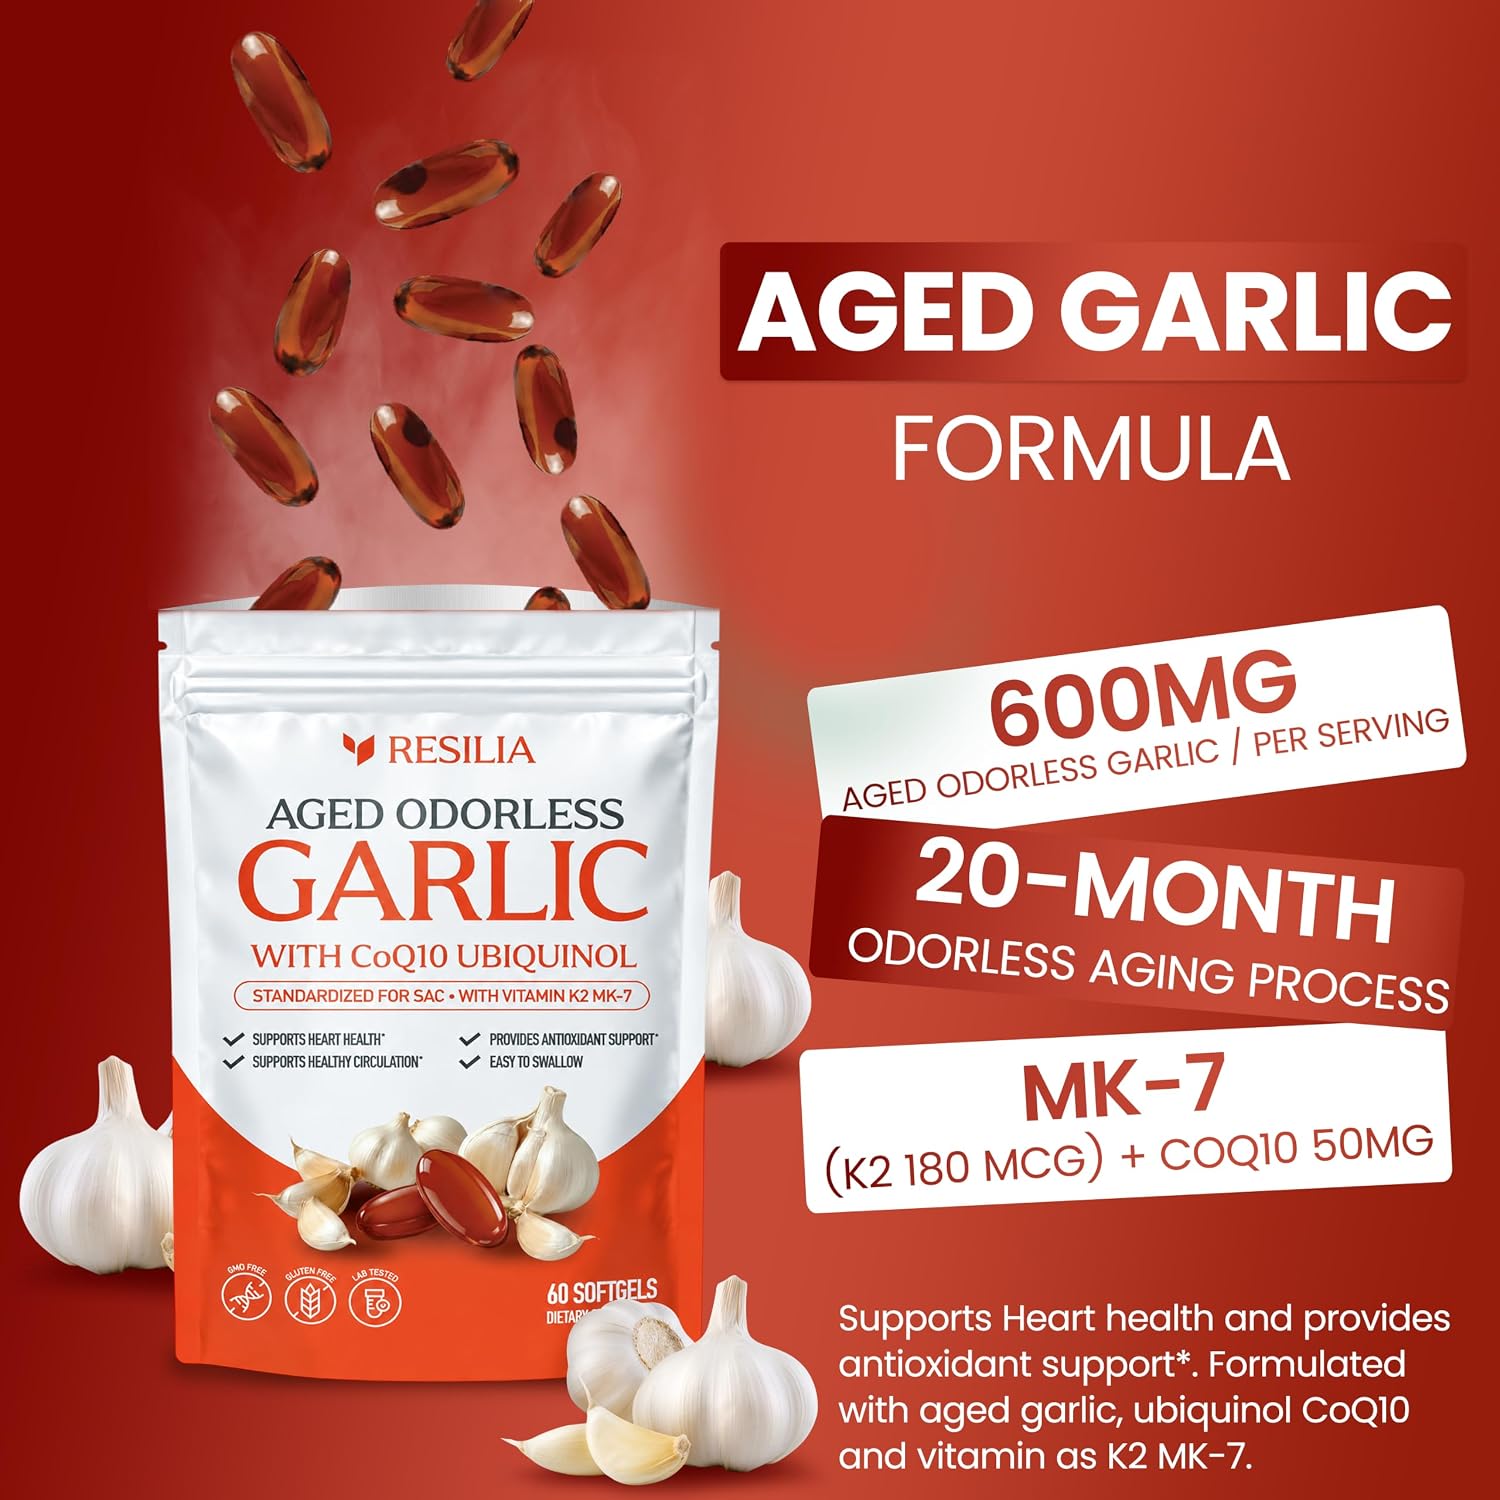 AGED GARLIC
FORMULA
600MG
AGED ODORLESS GARLIC / PER SERVING
20-MONTH
ODORLESS AGING PROCESS
MK-7
(K2 180 MCG) + COQ10 50MG
Supports Heart health and provides
antioxidant support*. Formulated
with aged garlic, ubiquinol CoQ10
and vitamin as K2 MK-7.
RESILIA
AGED ODORLESS
GARLIC
WITH CoQ10 UBIQUINOL
STANDARDIZED FOR SAC • WITH VITAMIN K2 MK-7
SUPPORTS HEART HEALTH*
PROVIDES ANTIOXIDANT SUPPORT*
SUPPORTS HEALTHY CIRCULATION*
EASY TO SWALLOW
GMO FREE
GLUTEN FREE
LAB TESTED
60 SOFTGELS